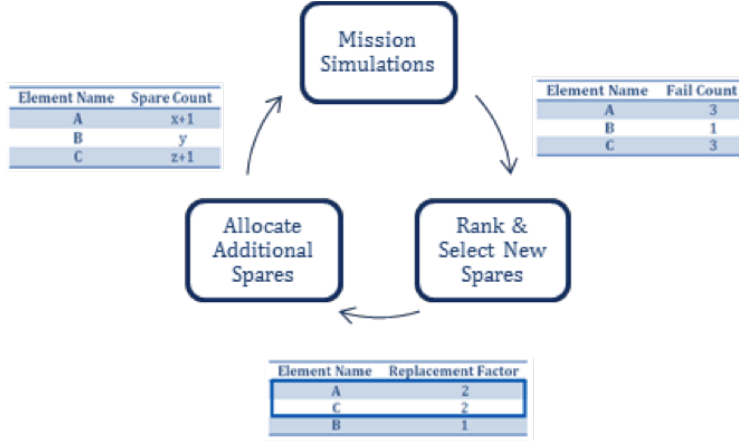 Mission
Simulations
Element Name Spare Count
A x+1
B y
C z+1
Element Name Fail Count
A 3
B 1
C 3
Allocate
Additional
Spares
Rank &
Select New
Spares
Element Name Replacement Factor
A 2
C 2
B 1